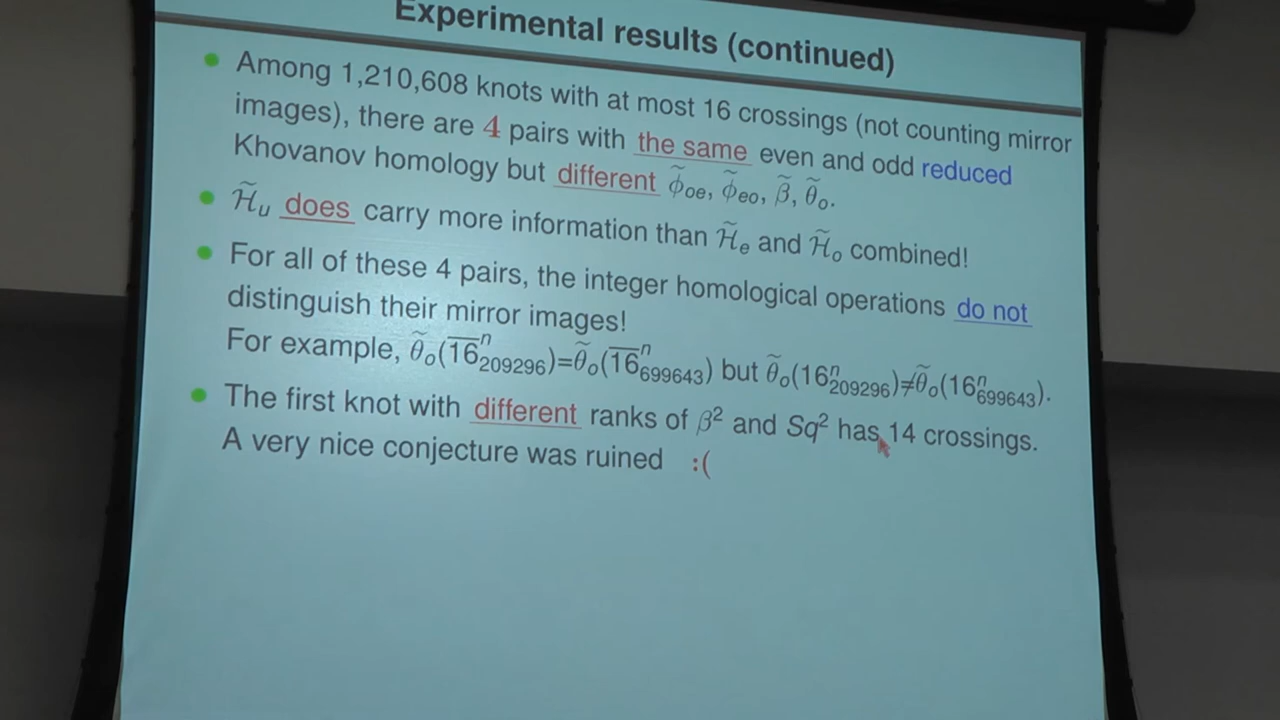 Experimental results (continued)
• Among 1,210,608 knots with at most 16 crossings (not counting mirror
images), there are 4 pairs with the same even and odd reduced
Khovanov homology but different φ̃ₒₑ, φ̃ₑₒ, β̃, θ̃ₒ.
• H̃ᵤ does carry more information than H̃ₑ and H̃ₒ combined!
• For all of these 4 pairs, the integer homological operations do not
distinguish their mirror images!
For example, θ̃ₒ(1̅6̅ⁿ₂₀₉₂₉₆)=θ̃ₒ(1̅6̅ⁿ₆₉₉₆₄₃) but θ̃ₒ(16ⁿ₂₀₉₂₉₆)≠θ̃ₒ(16ⁿ₆₉₉₆₄₃).
• The first knot with different ranks of β² and Sq² has 14 crossings.
A very nice conjecture was ruined :(